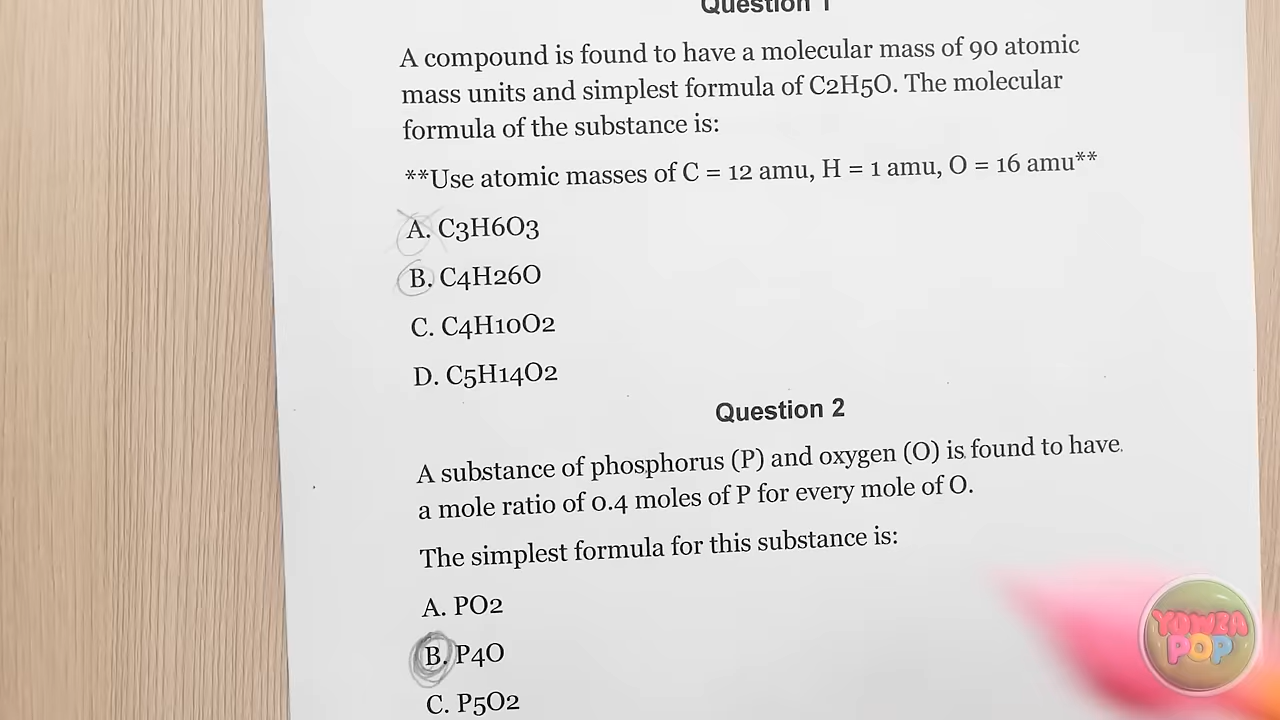 Question 1
A compound is found to have a molecular mass of 90 atomic
mass units and simplest formula of C2H5O. The molecular
formula of the substance is:
**Use atomic masses of C = 12 amu, H = 1 amu, O = 16 amu**
A. C3H6O3
B. C4H26O
C. C4H10O2
D. C5H14O2
Question 2
A substance of phosphorus (P) and oxygen (O) is found to have
a mole ratio of 0.4 moles of P for every mole of O.
The simplest formula for this substance is:
A. PO2
B. P4O
C. P5O2
YOWZA
POP